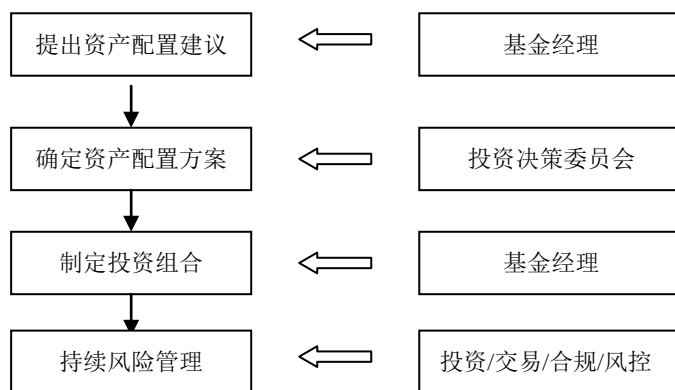 提出资产配置建议
基金经理
确定资产配置方案
投资决策委员会
制定投资组合
基金经理
持续风险管理
投资/交易/合规/风控